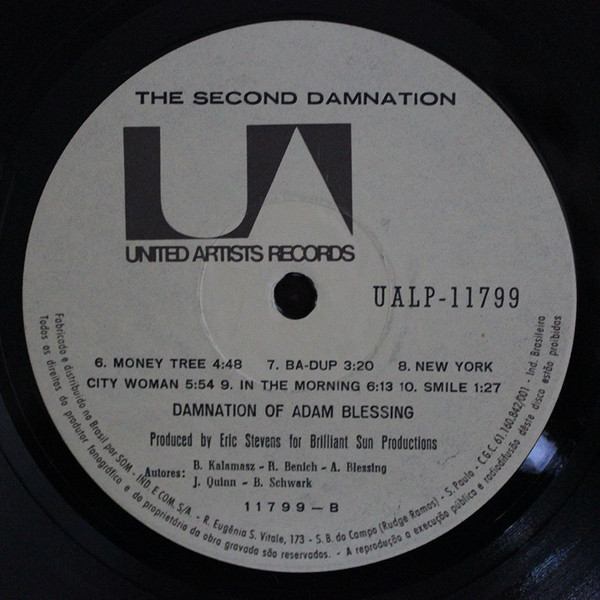 THE SECOND DAMNATION
UA
UNITED ARTISTS RECORDS
UALP-11799
6. MONEY TREE 4:48 7. BA-DUP 3:20 8. NEW YORK
CITY WOMAN 5:54 9. IN THE MORNING 6:13 10. SMILE 1:27
DAMNATION OF ADAM BLESSING
Produced by Eric Stevens for Brilliant Sun Productions
Autores: B. Kalamasz - R. Benich - A. Blessing
J. Quinn - B. Schwark
11799-B
Fabricado e distribuido no Brasil por SOM. - IND. E COM. S/A. - R. Eugênia S. Vitale, 173 - S. B. do Campo (Rudge Ramos) - S. Paulo - C.G.C. 61.160.842/001 - Ind. Brasileira
Todos os direitos do produtor fonográfico e do proprietário da obra gravada são reservados. - A reprodução a execução pública e radiodifusão dêste disco estão proibidas